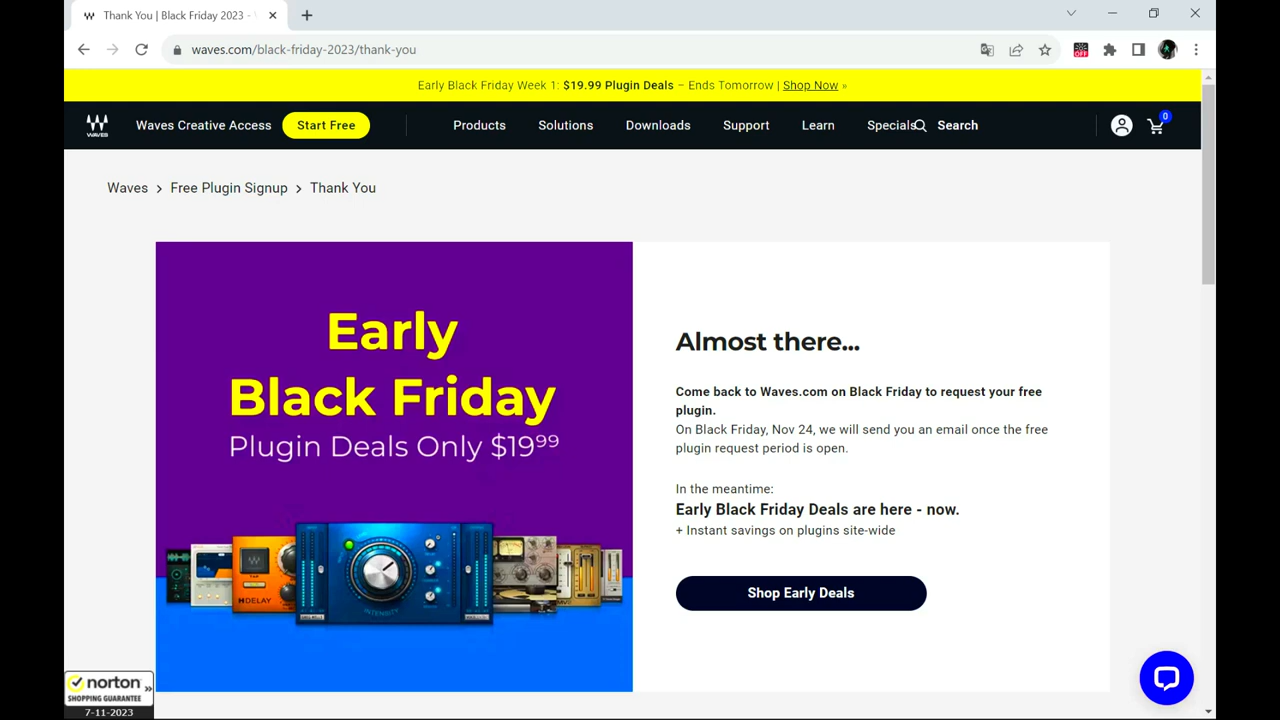 Thank You | Black Friday 2023 -
waves.com/black-friday-2023/thank-you
OFF
Early Black Friday Week 1: $19.99 Plugin Deals – Ends Tomorrow | Shop Now »
WAVES
Waves Creative Access
Start Free
Products
Solutions
Downloads
Support
Learn
Specials
Search
0
Waves > Free Plugin Signup > Thank You
Early
Black Friday
Plugin Deals Only $19⁹⁹
H-DELAY
INTENSITY
Almost there...
Come back to Waves.com on Black Friday to request your free
plugin.
On Black Friday, Nov 24, we will send you an email once the free
plugin request period is open.
In the meantime:
Early Black Friday Deals are here - now.
+ Instant savings on plugins site-wide
Shop Early Deals
norton
SHOPPING GUARANTEE
7-11-2023